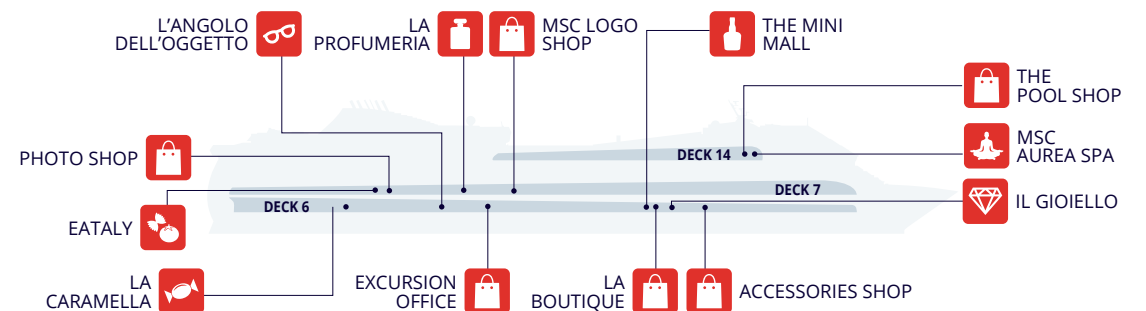 L’ANGOLO
DELL’OGGETTO
LA
PROFUMERIA
MSC LOGO
SHOP
THE MINI
MALL
THE
POOL SHOP
PHOTO SHOP
DECK 14
MSC
AUREA SPA
DECK 7
DECK 6
IL GIOIELLO
EATALY
LA
CARAMELLA
EXCURSION
OFFICE
LA
BOUTIQUE
ACCESSORIES SHOP